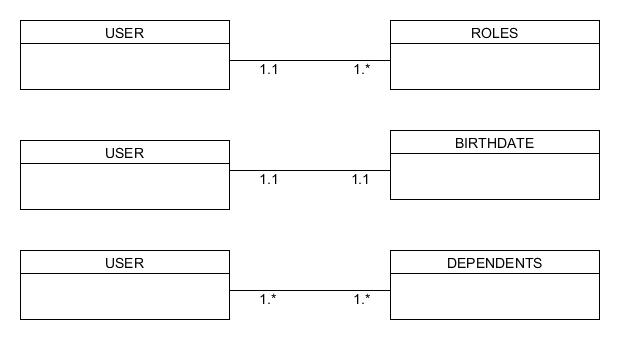 USER ROLES
1.1 1.*
USER BIRTHDATE
1.1 1.1
USER DEPENDENTS
1.* 1.*